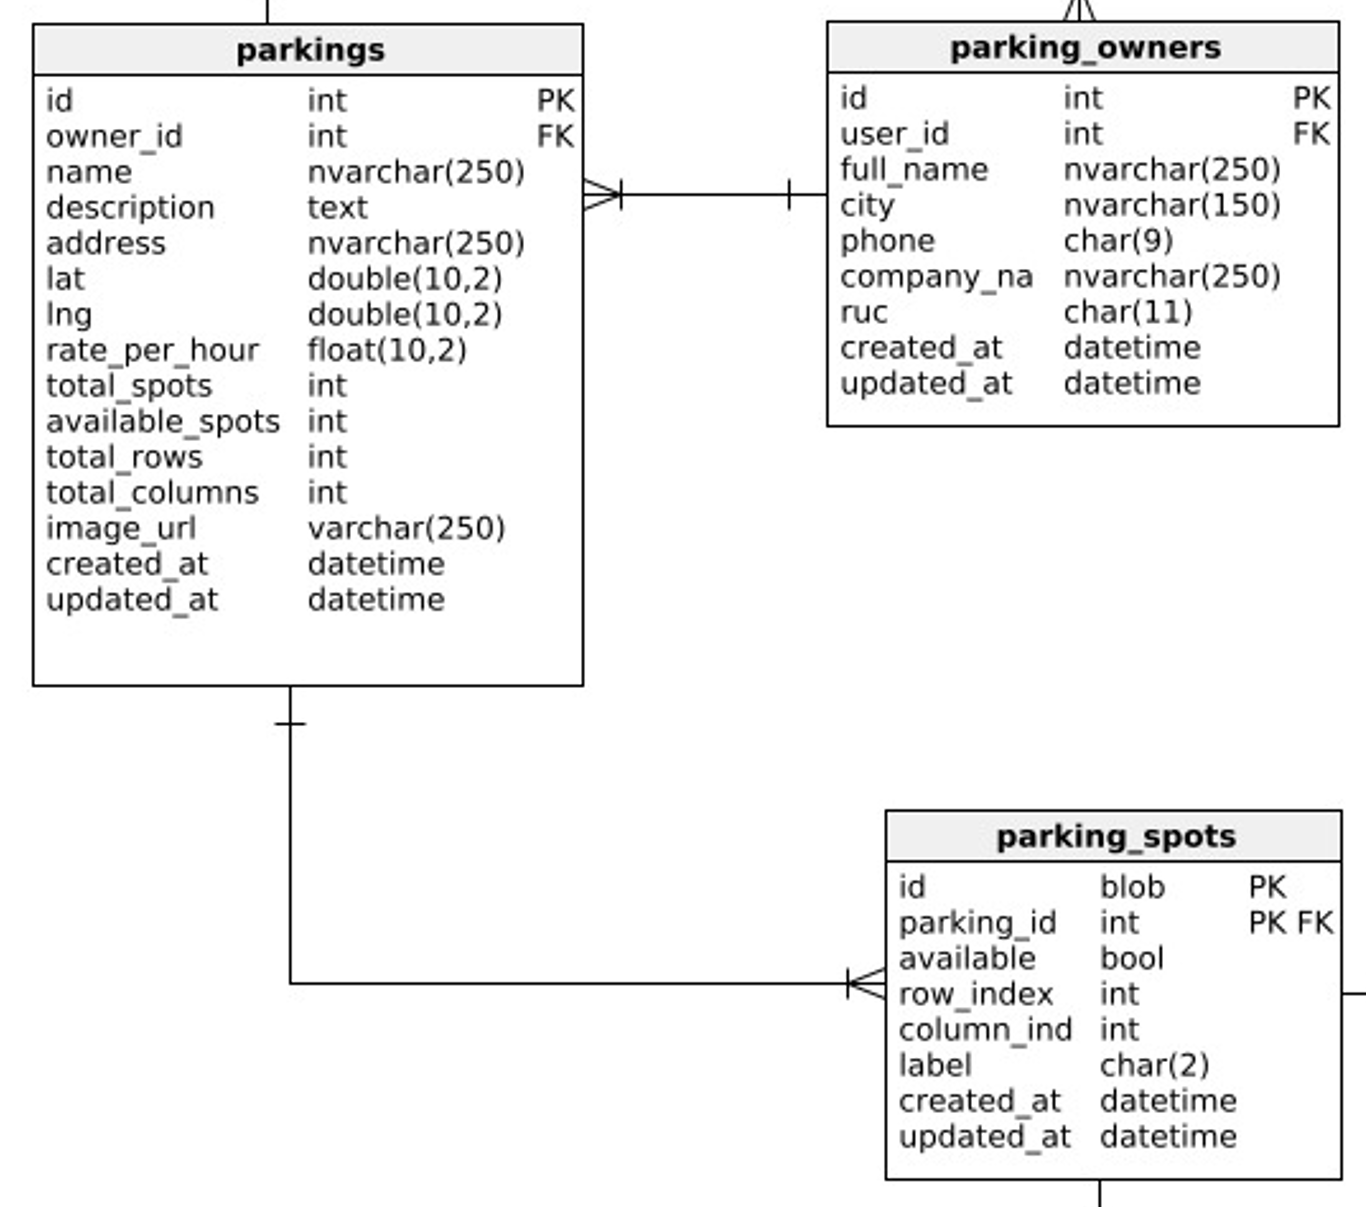 parkings
id int PK
owner_id int FK
name nvarchar(250)
description text
address nvarchar(250)
lat double(10,2)
lng double(10,2)
rate_per_hour float(10,2)
total_spots int
available_spots int
total_rows int
total_columns int
image_url varchar(250)
created_at datetime
updated_at datetime
parking_owners
id int PK
user_id int FK
full_name nvarchar(250)
city nvarchar(150)
phone char(9)
company_na nvarchar(250)
ruc char(11)
created_at datetime
updated_at datetime
parking_spots
id blob PK
parking_id int PK FK
available bool
row_index int
column_ind int
label char(2)
created_at datetime
updated_at datetime